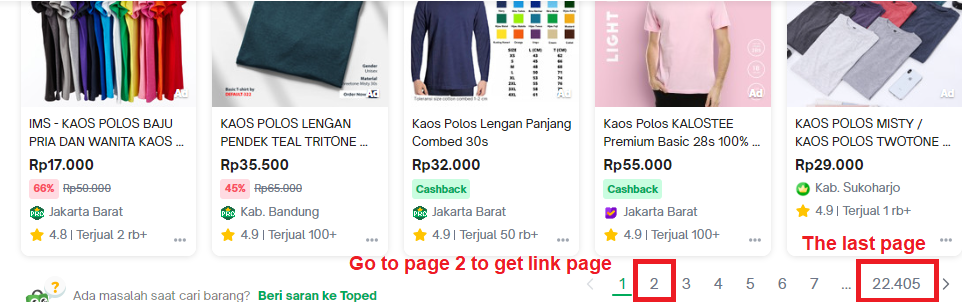 Gender
Unisex
Material
Cotton
Basic T-shirt by
DEFAULT 521
Order Now
Ad
SIZE L (CM) T (CM)
Toleransi size cotton combed 1-2 cm
LIGHT
Ad
Ad
Ad
IMS - KAOS POLOS BAJU
PRIA DAN WANITA KAOS ...
Rp17.000
66% Rp50.000
PRO Jakarta Barat
4.8 | Terjual 2 rb+
KAOS POLOS LENGAN
PENDEK TEAL TRITONE ...
Rp35.500
45% Rp65.000
PRO Kab. Bandung
4.9 | Terjual 100+
Kaos Polos Lengan Panjang
Combed 30s
Rp32.000
Cashback
PRO Jakarta Barat
4.9 | Terjual 50 rb+
Kaos Polos KALOSTEE
Premium Basic 28s 100% ...
Rp55.000
Cashback
Jakarta Barat
4.9 | Terjual 100+
KAOS POLOS MISTY /
KAOS POLOS TWOTONE ...
Rp29.000
Kab. Sukoharjo
4.9 | Terjual 1 rb+
The last page
Go to page 2 to get link page
1 2 3 4 5 6 7 ... 22.405
Ada masalah saat cari barang? Beri saran ke Toped